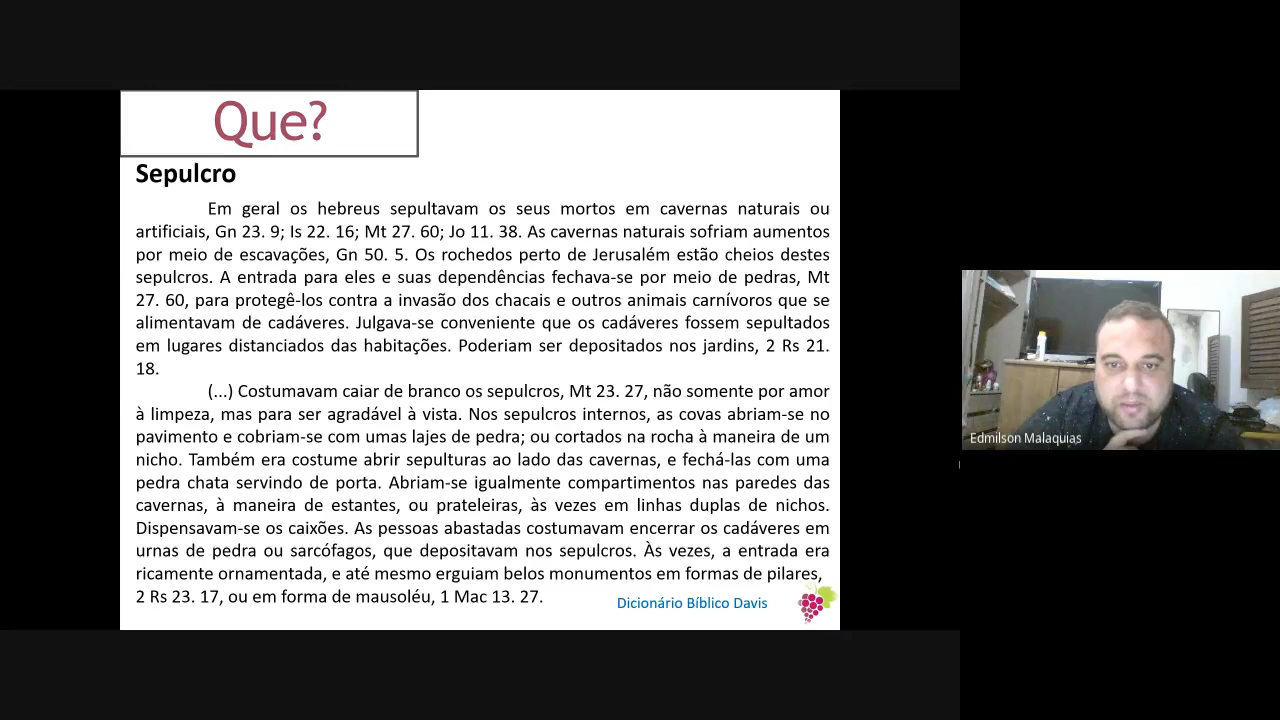 Que?
Sepulcro
Em geral os hebreus sepultavam os seus mortos em cavernas naturais ou
artificiais, Gn 23. 9; Is 22. 16; Mt 27. 60; Jo 11. 38. As cavernas naturais sofriam aumentos
por meio de escavações, Gn 50. 5. Os rochedos perto de Jerusalém estão cheios destes
sepulcros. A entrada para eles e suas dependências fechava-se por meio de pedras, Mt
27. 60, para protegê-los contra a invasão dos chacais e outros animais carnívoros que se
alimentavam de cadáveres. Julgava-se conveniente que os cadáveres fossem sepultados
em lugares distanciados das habitações. Poderiam ser depositados nos jardins, 2 Rs 21.
18.
(...) Costumavam caiar de branco os sepulcros, Mt 23. 27, não somente por amor
à limpeza, mas para ser agradável à vista. Nos sepulcros internos, as covas abriam-se no
pavimento e cobriam-se com umas lajes de pedra; ou cortados na rocha à maneira de um
nicho. Também era costume abrir sepulturas ao lado das cavernas, e fechá-las com uma
pedra chata servindo de porta. Abriam-se igualmente compartimentos nas paredes das
cavernas, à maneira de estantes, ou prateleiras, às vezes em linhas duplas de nichos.
Dispensavam-se os caixões. As pessoas abastadas costumavam encerrar os cadáveres em
urnas de pedra ou sarcófagos, que depositavam nos sepulcros. Às vezes, a entrada era
ricamente ornamentada, e até mesmo erguiam belos monumentos em formas de pilares,
2 Rs 23. 17, ou em forma de mausoléu, 1 Mac 13. 27.
Dicionário Bíblico Davis
Edmilson Malaquias